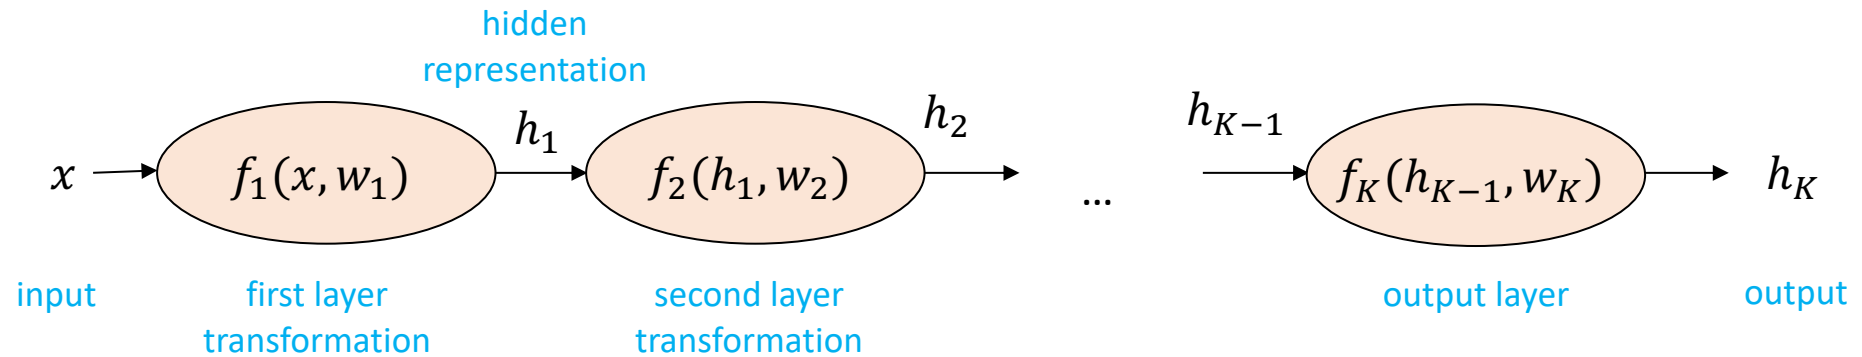 hidden
representation
x
f₁(x, w₁)
h₁
f₂(h₁, w₂)
h₂
...
h_{K−1}
f_K(h_{K−1}, w_K)
h_K
input
first layer
transformation
second layer
transformation
output layer
output